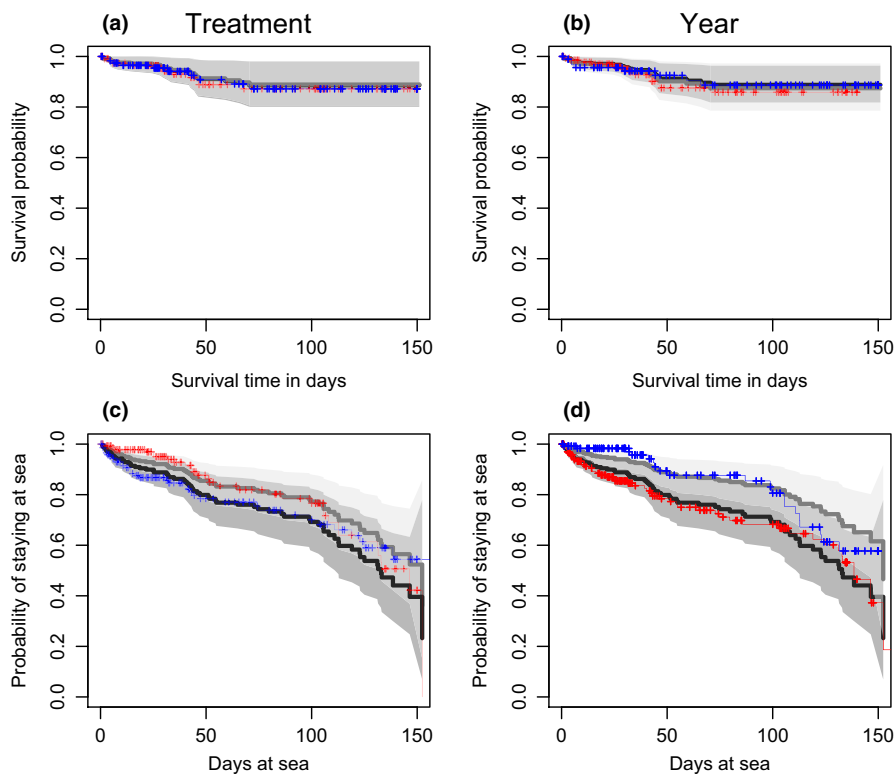 Treatment
Year
(a)
(b)
Survival probability
1.0
0.8
0.6
0.4
0.2
0.0
0 50 100 150
Survival time in days
Survival probability
1.0
0.8
0.6
0.4
0.2
0.0
0 50 100 150
Survival time in days
(c)
(d)
Probability of staying at sea
1.0
0.8
0.6
0.4
0.2
0.0
0 50 100 150
Days at sea
Probability of staying at sea
1.0
0.8
0.6
0.4
0.2
0.0
0 50 100 150
Days at sea